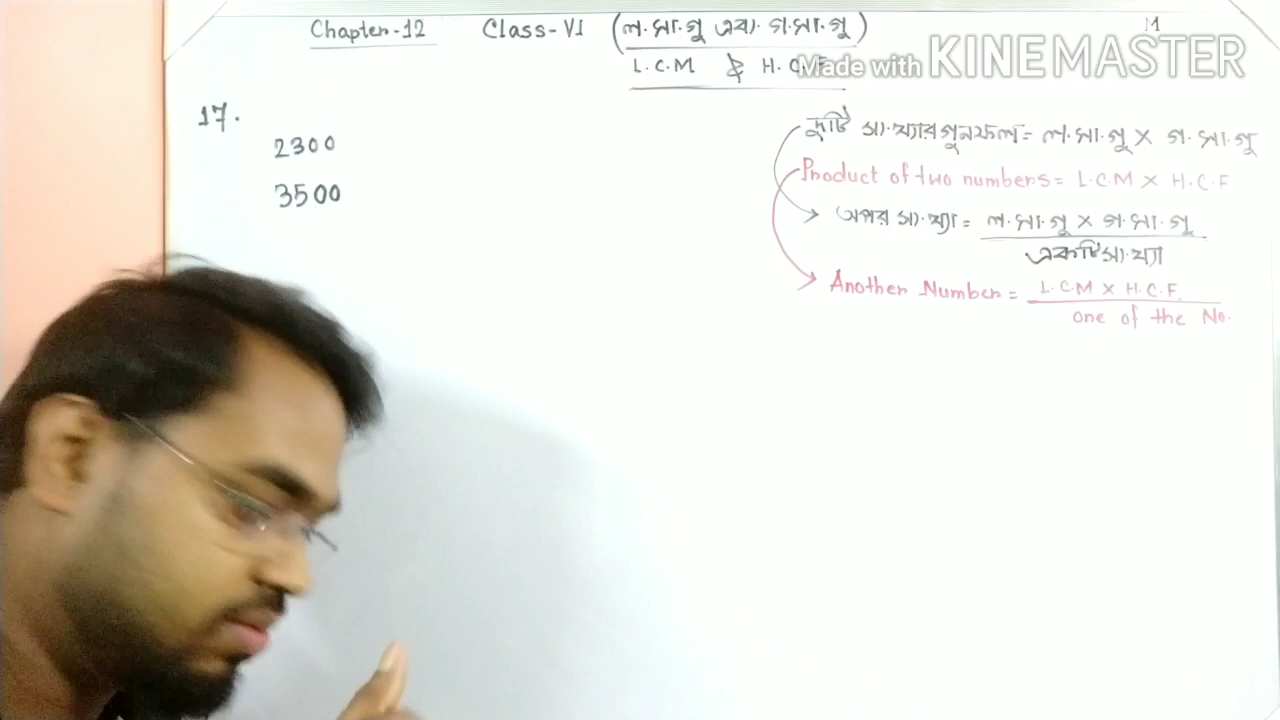 Chapter-12 Class-VI (ল.সা.গু এবং গ.সা.গু) M
L.C.M & H.C.F
Made with KINEMASTER
17.
2300
3500
দুটি সংখ্যার গুনফল = ল.সা.গু × গ.সা.গু
Product of two numbers = L.C.M × H.C.F
অপর সংখ্যা = ল.সা.গু × গ.সা.গু
একটি সংখ্যা
Another Number = L.C.M × H.C.F.
one of the No.